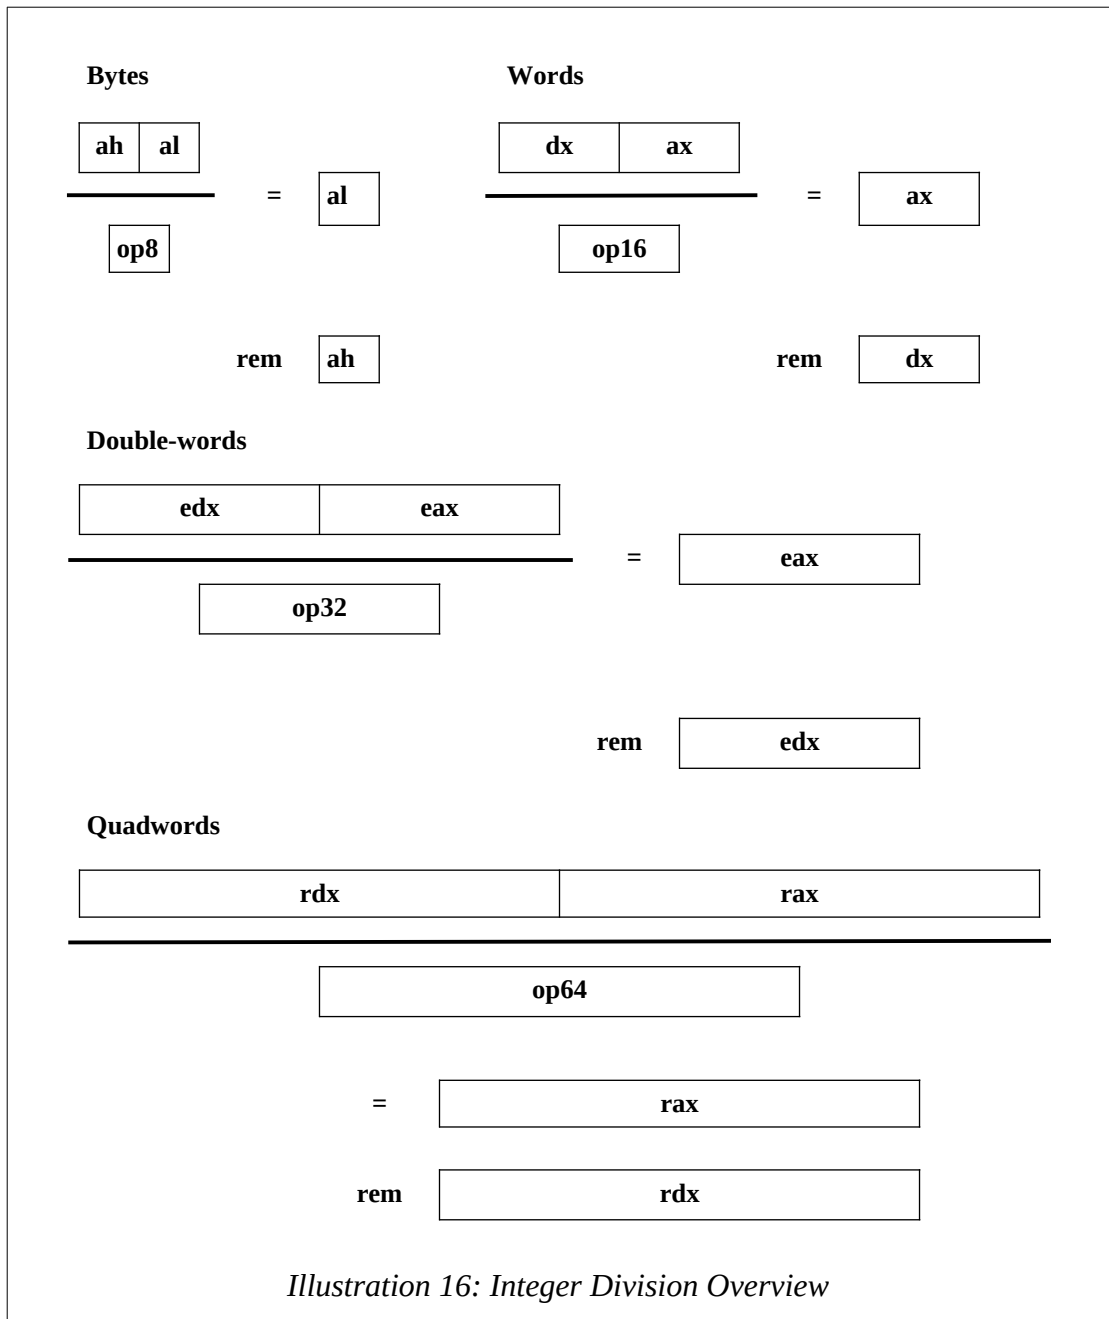 Bytes Words
ah al dx ax
= al = ax
op8 op16
rem ah rem dx
Double-words
edx eax
= eax
op32
rem edx
Quadwords
rdx rax
op64
= rax
rem rdx
Illustration 16: Integer Division Overview